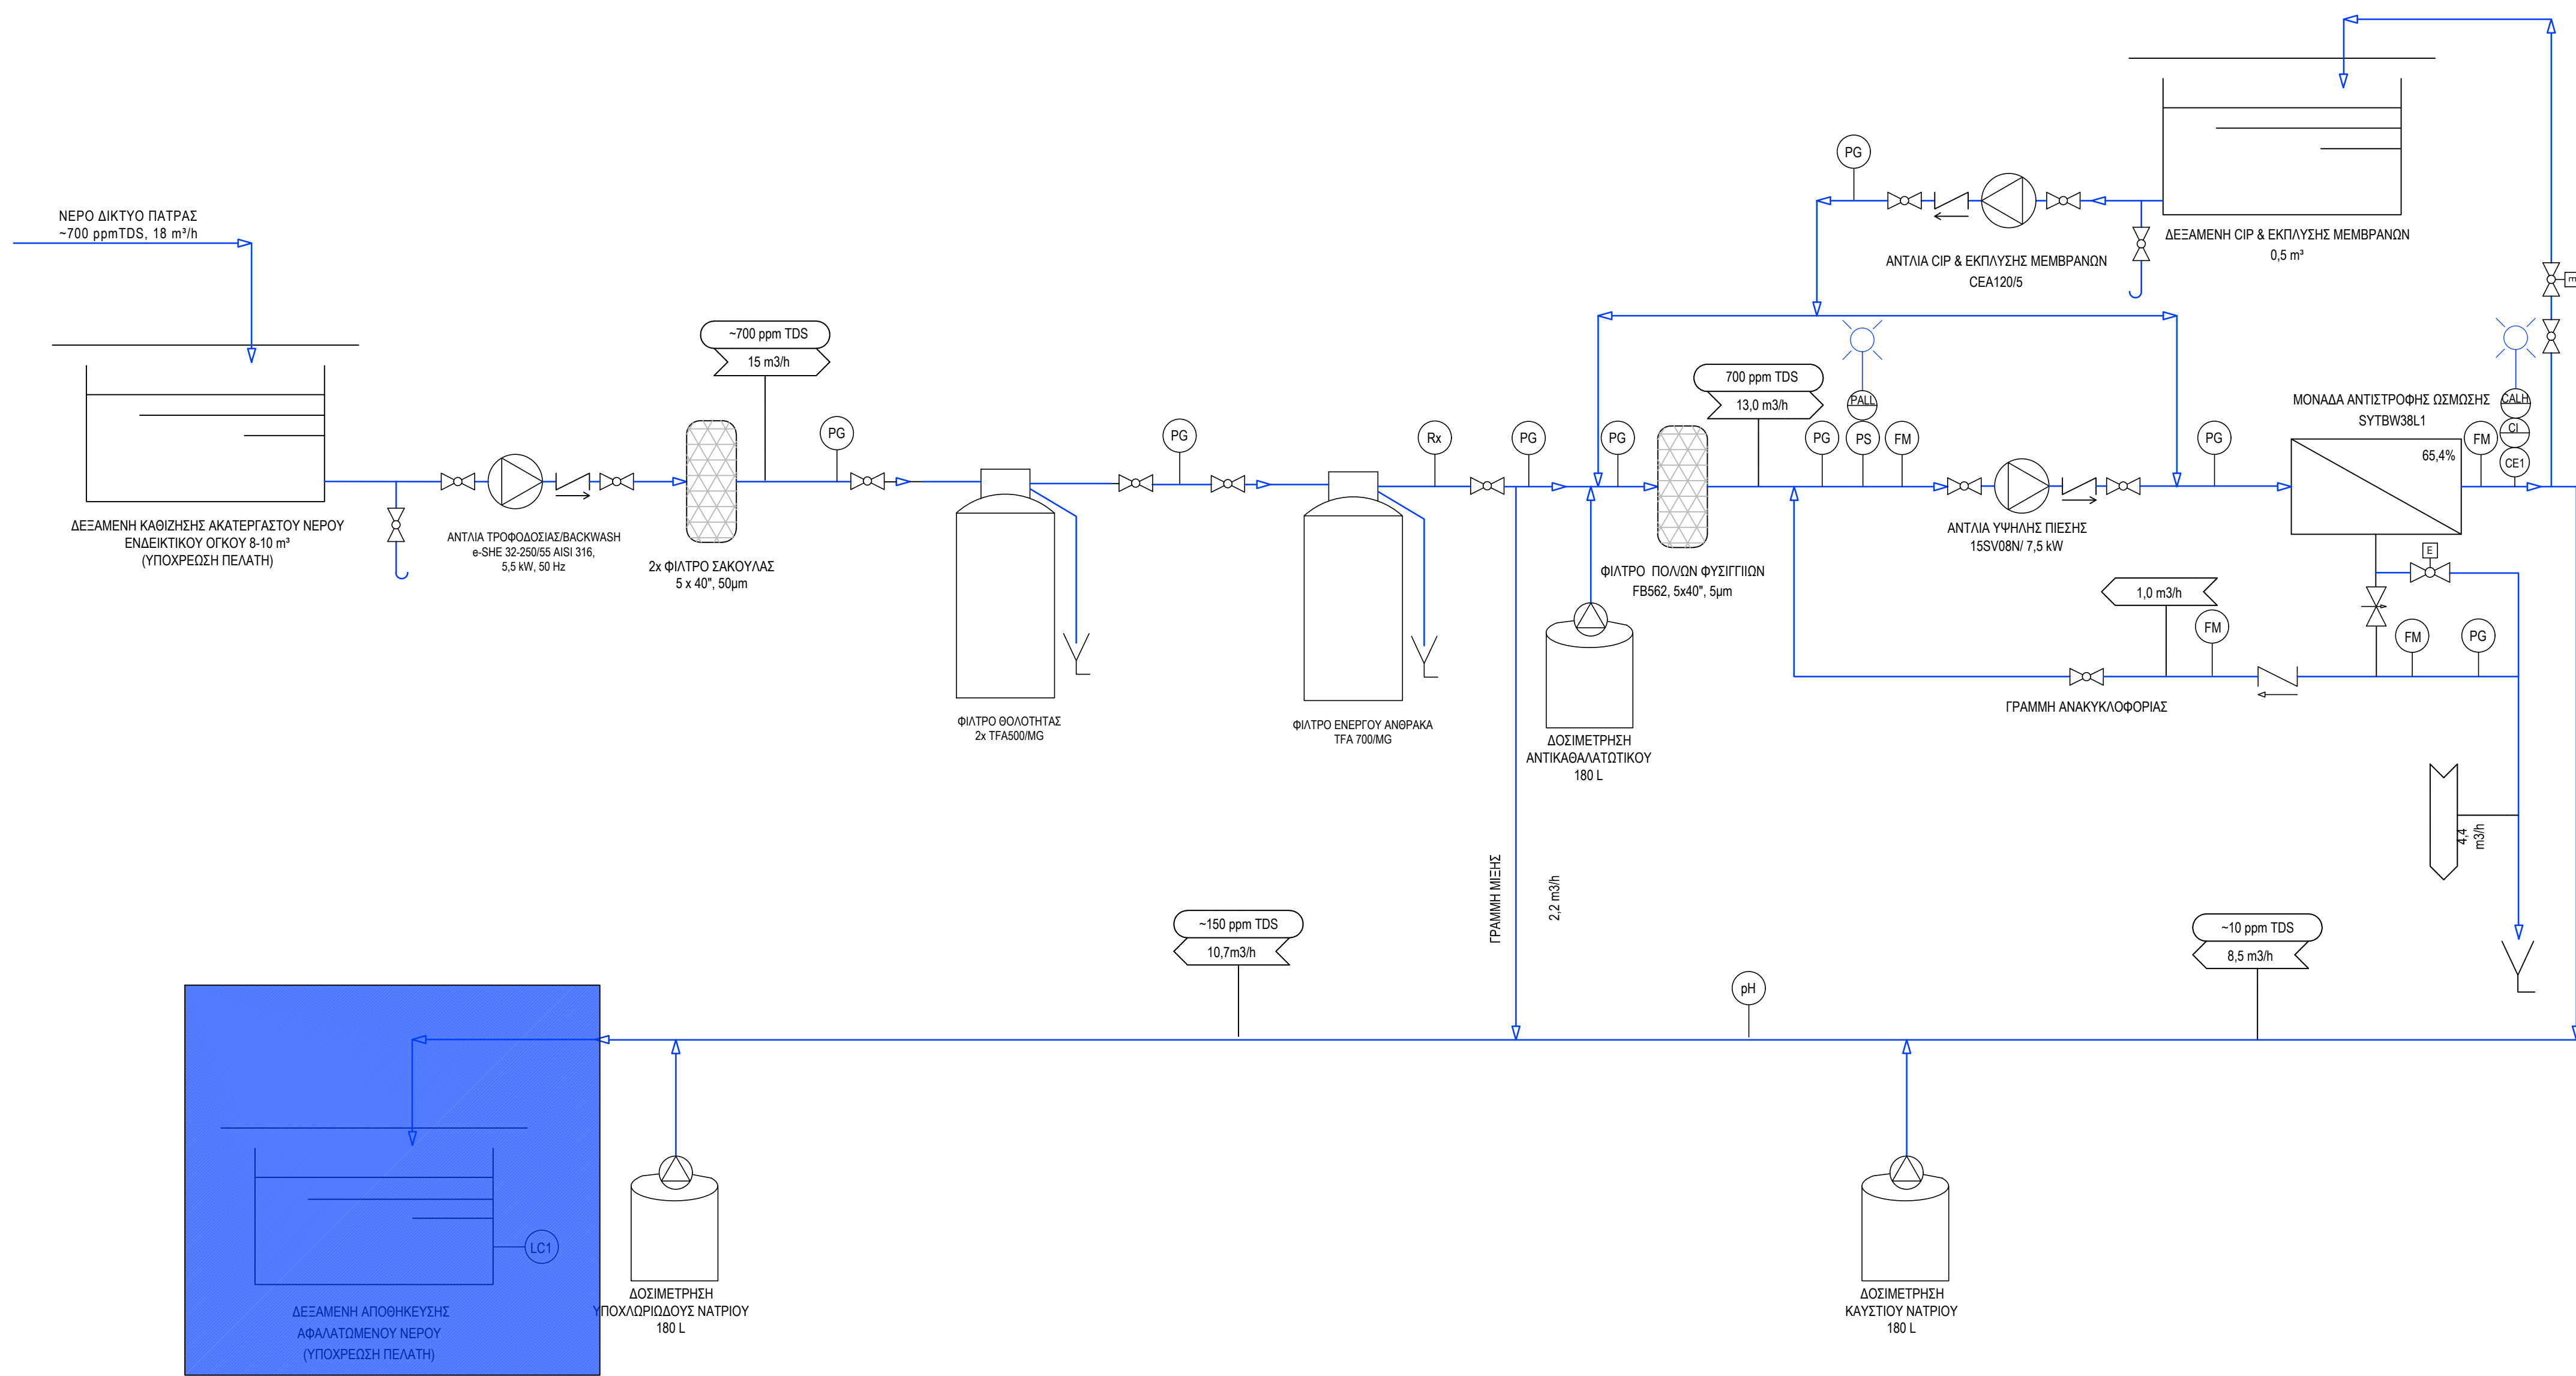 ΝΕΡΟ ΔΙΚΤΥΟ ΠΑΤΡΑΣ
~700 ppmTDS, 18 m³/h
ΔΕΞΑΜΕΝΗ ΚΑΘΙΖΗΣΗΣ ΑΚΑΤΕΡΓΑΣΤΟΥ ΝΕΡΟΥ
ΕΝΔΕΙΚΤΙΚΟΥ ΟΓΚΟΥ 8-10 m³
(ΥΠΟΧΡΕΩΣΗ ΠΕΛΑΤΗ)
ΑΝΤΛΙΑ ΤΡΟΦΟΔΟΣΙΑΣ/BACKWASH
e-SHE 32-250/55 AISI 316,
5,5 kW, 50 Hz
2x ΦΙΛΤΡΟ ΣΑΚΟΥΛΑΣ
5 x 40", 50μm
~700 ppm TDS
15 m3/h
PG
ΦΙΛΤΡΟ ΘΟΛΟΤΗΤΑΣ
2x TFA500/MG
PG
ΦΙΛΤΡΟ ΕΝΕΡΓΟΥ ΑΝΘΡΑΚΑ
TFA 700/MG
Rx
PG
PG
ΔΟΣΙΜΕΤΡΗΣΗ
ΑΝΤΙΚΑΘΑΛΑΤΩΤΙΚΟΥ
180 L
ΦΙΛΤΡΟ ΠΟΛ/ΩΝ ΦΥΣΙΓΓΙΙΩΝ
FB562, 5x40", 5μm
700 ppm TDS
13,0 m3/h
PG
PALL
PS
FM
ΑΝΤΛΙΑ ΥΨΗΛΗΣ ΠΙΕΣΗΣ
15SV08N/ 7,5 kW
PG
PG
ΑΝΤΛΙΑ CIP & ΕΚΠΛΥΣΗΣ ΜΕΜΒΡΑΝΩΝ
CEA120/5
ΔΕΞΑΜΕΝΗ CIP & ΕΚΠΛΥΣΗΣ ΜΕΜΒΡΑΝΩΝ
0,5 m³
E
ΜΟΝΑΔΑ ΑΝΤΙΣΤΡΟΦΗΣ ΩΣΜΩΣΗΣ
SYTBW38L1
65,4%
FM
CALH
CI
CE1
E
1,0 m3/h
FM
FM
PG
ΓΡΑΜΜΗ ΑΝΑΚΥΚΛΟΦΟΡΙΑΣ
4,4
m3/h
ΓΡΑΜΜΗ ΜΙΞΗΣ
2,2 m3/h
~150 ppm TDS
10,7m3/h
pH
~10 ppm TDS
8,5 m3/h
LC1
ΔΕΞΑΜΕΝΗ ΑΠΟΘΗΚΕΥΣΗΣ
ΑΦΑΛΑΤΩΜΕΝΟΥ ΝΕΡΟΥ
(ΥΠΟΧΡΕΩΣΗ ΠΕΛΑΤΗ)
ΔΟΣΙΜΕΤΡΗΣΗ
ΥΠΟΧΛΩΡΙΩΔΟΥΣ ΝΑΤΡΙΟΥ
180 L
ΔΟΣΙΜΕΤΡΗΣΗ
ΚΑΥΣΤΙΟΥ ΝΑΤΡΙΟΥ
180 L